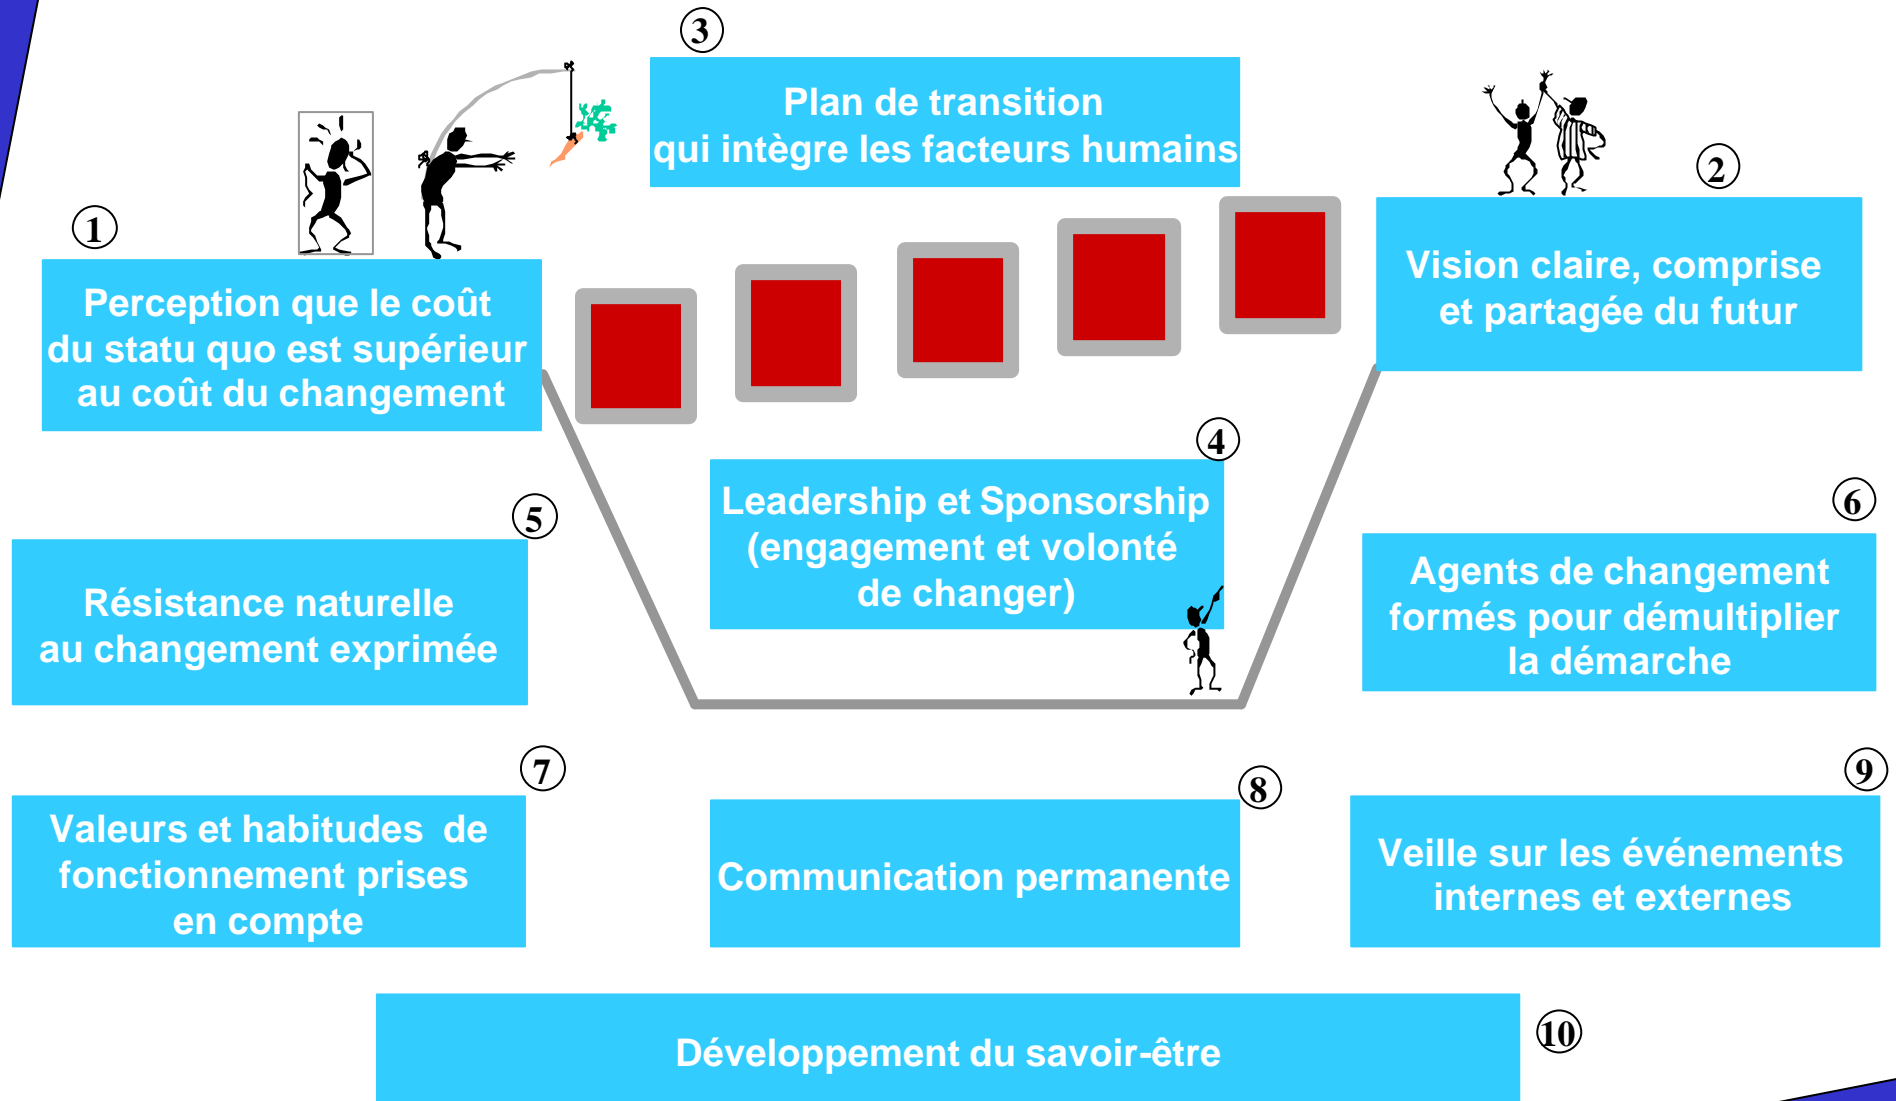 3
Plan de transition
qui intègre les facteurs humains
2
Vision claire, comprise
et partagée du futur
1
Perception que le coût
du statu quo est supérieur
au coût du changement
4
Leadership et Sponsorship
(engagement et volonté
de changer)
5
Résistance naturelle
au changement exprimée
6
Agents de changement
formés pour démultiplier
la démarche
7
Valeurs et habitudes  de
fonctionnement prises
en compte
8
Communication permanente
9
Veille sur les événements
internes et externes
10
Développement du savoir-être